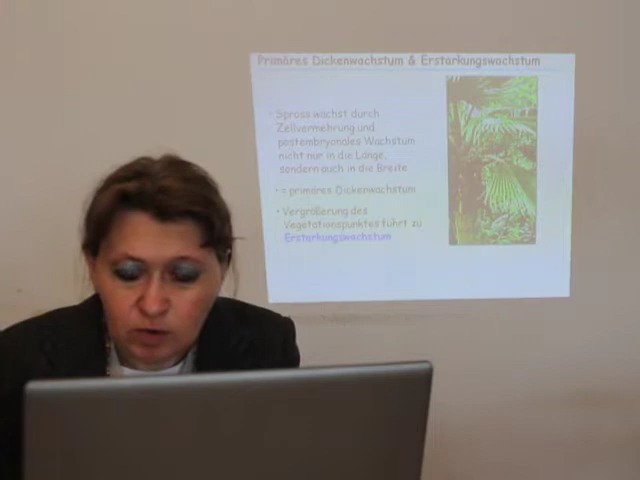 Primäres Dickenwachstum & Erstarkungswachstum
Spross wächst durch
Zellvermehrung und
postembryonales Wachstum
nicht nur in die Länge,
sondern auch in die Breite
= primäres Dickenwachstum
Vergrößerung des
Vegetationspunktes führt zu
Erstarkungswachstum